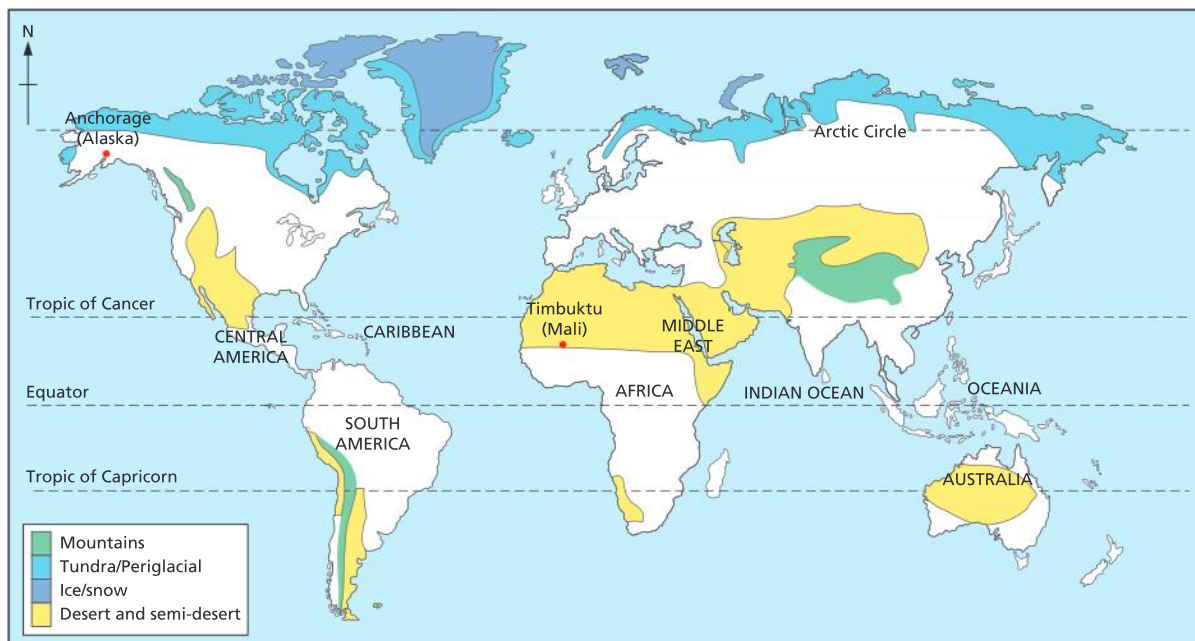 N
Anchorage
(Alaska)
Arctic Circle
Tropic of Cancer
Timbuktu
(Mali)
MIDDLE
EAST
CENTRAL
AMERICA
CARIBBEAN
Equator
AFRICA
INDIAN OCEAN
OCEANIA
SOUTH
AMERICA
Tropic of Capricorn
AUSTRALIA
Mountains
Tundra/Periglacial
Ice/snow
Desert and semi-desert